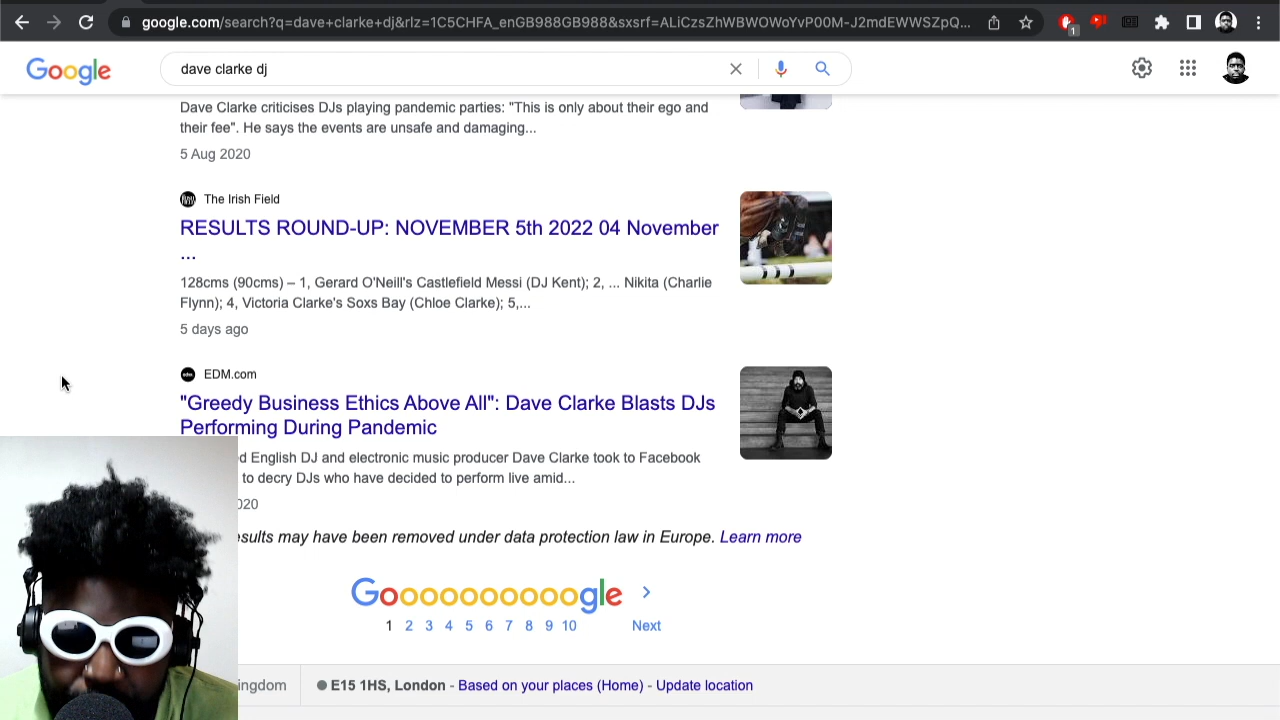 google.com/search?q=dave+clarke+dj&rlz=1C5CHFA_enGB988GB988&sxsrf=ALiCzsZhWBWOWoYvP00M-J2mdEWWSZpQ...
1
Google
dave clarke dj
Dave Clarke criticises DJs playing pandemic parties: "This is only about their ego and
their fee". He says the events are unsafe and damaging...
5 Aug 2020
The Irish Field
RESULTS ROUND-UP: NOVEMBER 5th 2022 04 November
...
128cms (90cms) – 1, Gerard O'Neill's Castlefield Messi (DJ Kent); 2, ... Nikita (Charlie
Flynn); 4, Victoria Clarke's Soxs Bay (Chloe Clarke); 5,...
5 days ago
EDM.com
"Greedy Business Ethics Above All": Dave Clarke Blasts DJs
Performing During Pandemic
d English DJ and electronic music producer Dave Clarke took to Facebook
to decry DJs who have decided to perform live amid...
020
esults may have been removed under data protection law in Europe. Learn more
Goooooooooogle >
1 2 3 4 5 6 7 8 9 10 Next
ingdom
E15 1HS, London - Based on your places (Home) - Update location